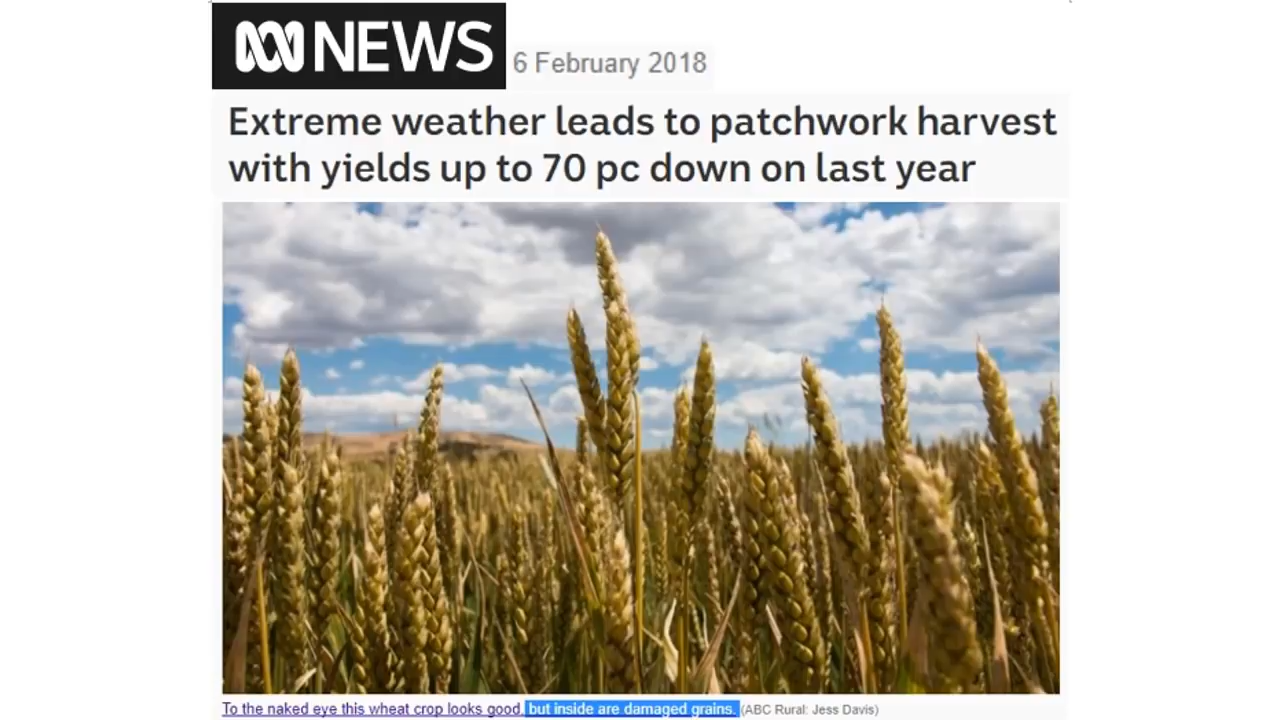 NEWS
6 February 2018
Extreme weather leads to patchwork harvest
with yields up to 70 pc down on last year
To the naked eye this wheat crop looks good, but inside are damaged grains. (ABC Rural: Jess Davis)